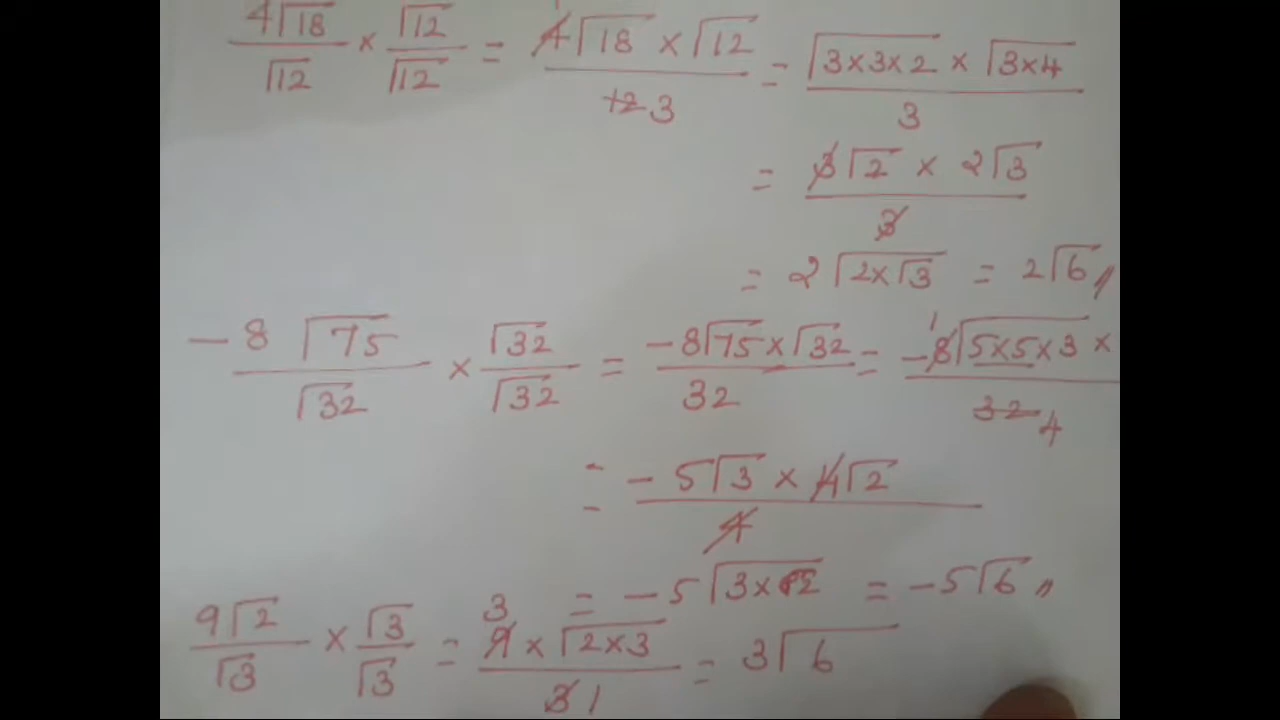 4√18/√12 × √12/√12 = 4√18 × √12/12 3 = √3×3×2 × √3×4/3
= 3√2 × 2√3/3
= 2√2×√3 = 2√6
-8√75/√32 × √32/√32 = -8√75 × √32/32 = -8 1√5×5×3 ×/32 4
= -5√3 × 4√2/4
= -5√3×2 = -5√6
9√2/√3 × √3/√3 = 9 3 × √2×3/3 1 = 3√6